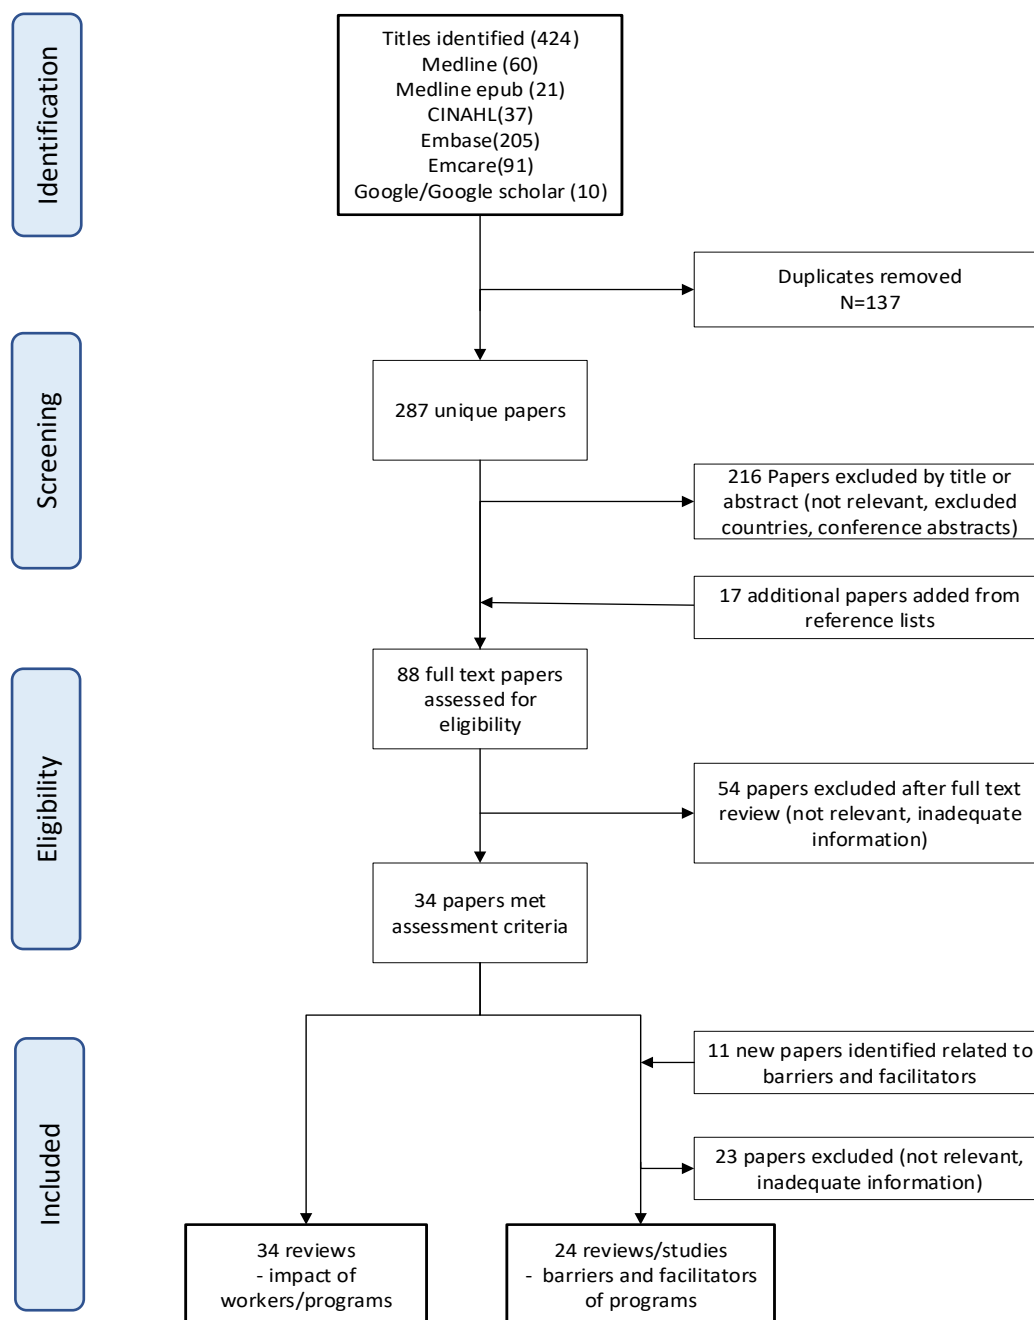 Identification
Titles identified (424)
Medline (60)
Medline epub (21)
CINAHL(37)
Embase(205)
Emcare(91)
Google/Google scholar (10)
Duplicates removed
N=137
Screening
287 unique papers
216 Papers excluded by title or
abstract (not relevant, excluded
countries, conference abstracts)
17 additional papers added from
reference lists
Eligibility
88 full text papers
assessed for
eligibility
54 papers excluded after full text
review (not relevant, inadequate
information)
34 papers met
assessment criteria
Included
11 new papers identified related to
barriers and facilitators
23 papers excluded (not relevant,
inadequate information)
34 reviews
- impact of
workers/programs
24 reviews/studies
- barriers and facilitators
of programs